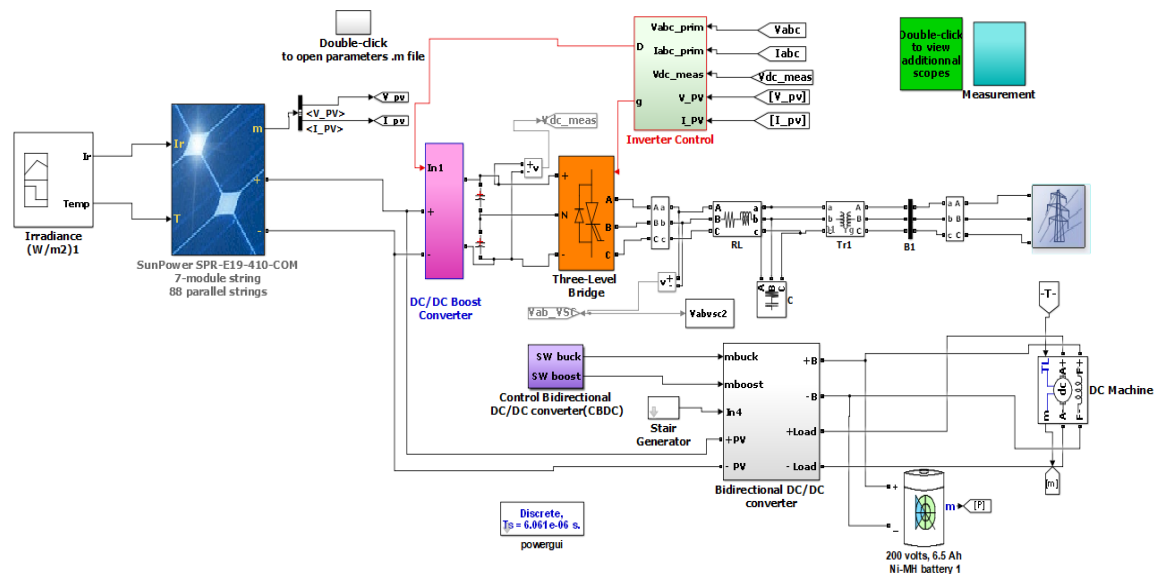 Double-click
to open parameters .m file
Vabc_prim
Iabc_prim
Vdc_meas
V_PV
I_PV
D
g
Inverter Control
Vabc
Iabc
Vdc_meas
[V_pv]
[I_pv]
Double-click
to view
additionnal
scopes
Measurement
V_pv
I_pv
<V_PV>
<I_PV>
Ir
Temp
Irradiance
(W/m2)1
Ir
T
m
+
-
SunPower SPR-E19-410-COM
7-module string
88 parallel strings
In1
+
-
DC/DC Boost
Converter
Vdc_meas
+
-
v
+
N
-
A
B
C
Three-Level
Bridge
A a
B b
C c
A
B
C
a
b
c
RL
A
B
C
C
A
B
C
a
b
c
Tr1
B1
a A
b B
c C
Vab_VSC
v
+
-
Vabvsc2
SW buck
SW boost
Control Bidirectional
DC/DC converter(CBDC)
Stair
Generator
mbuck
mboost
In4
+PV
- PV
+B
-B
+Load
- Load
Bidirectional DC/DC
converter
-T-
TL
A+
F+
dc
m
A-
F-
DC Machine
[m]
+
-
m
[P]
200 volts, 6.5 Ah
Ni-MH battery 1
Discrete,
Ts = 6.061e-06 s.
powergui